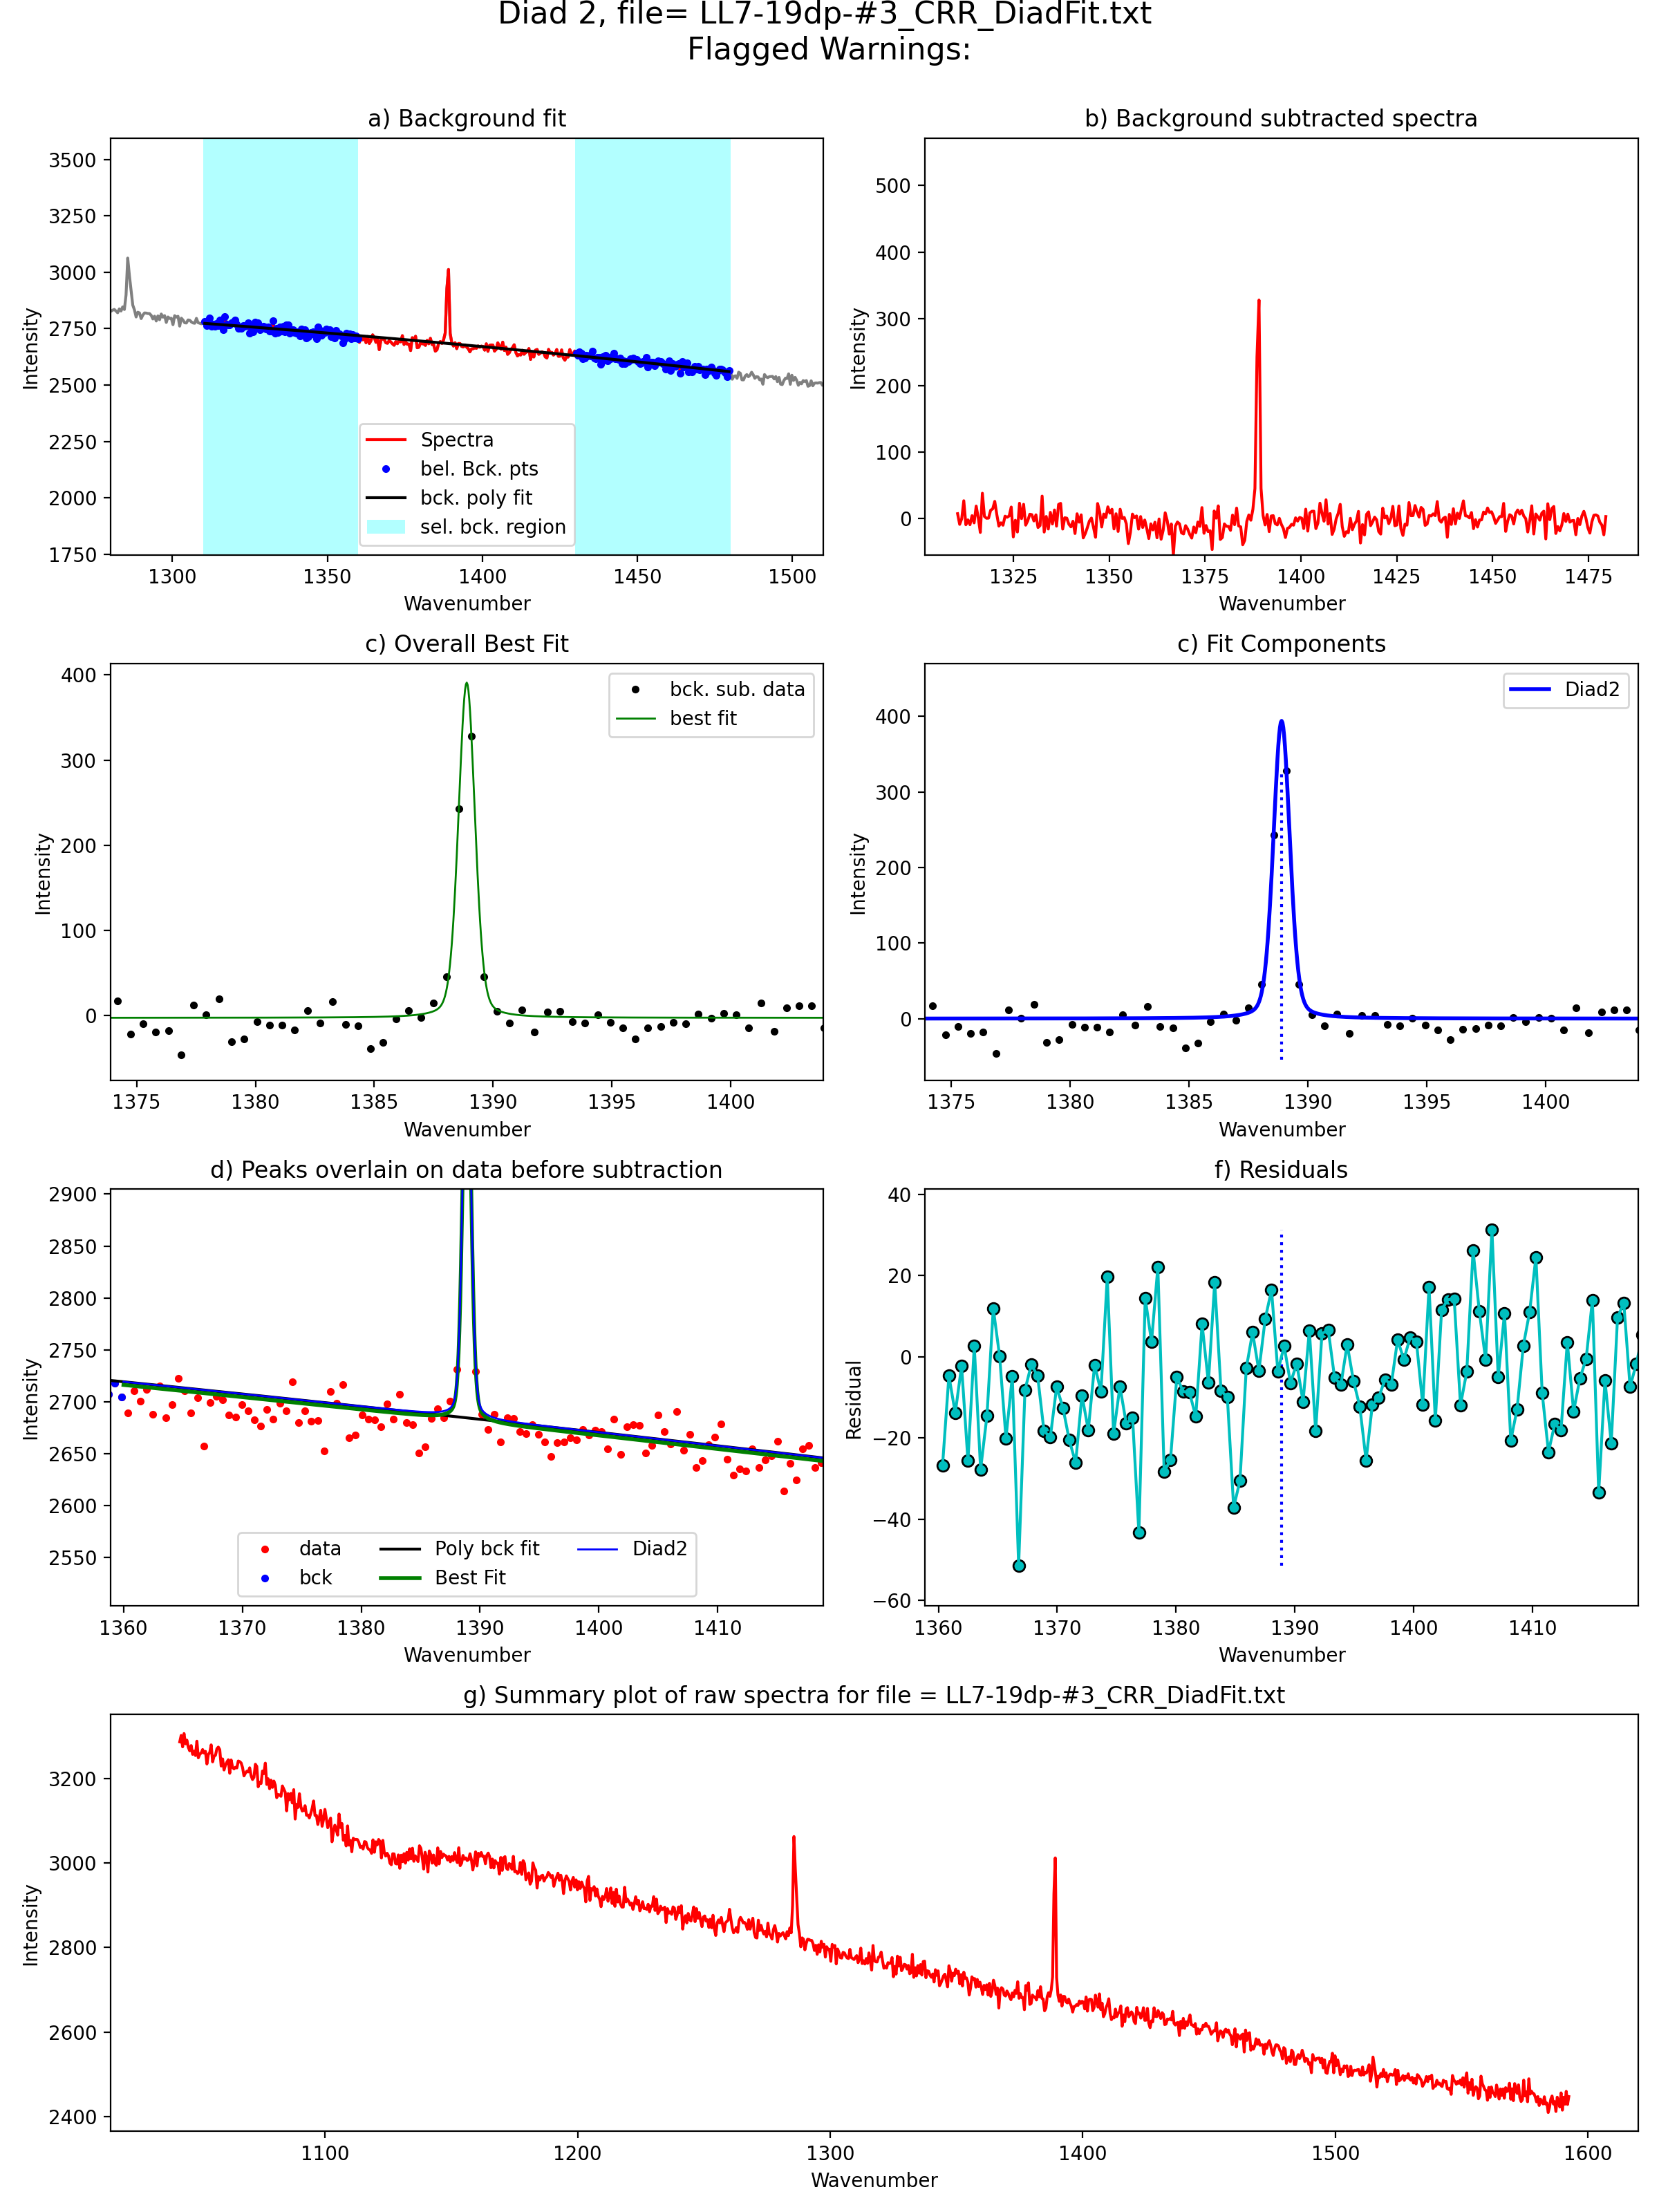 Diad 2, file= LL7-19dp-#3_CRR_DiadFit.txt
Flagged Warnings:
a) Background fit
3500
3250
3000
2750
2500
2250
2000
1750
Intensity
Spectra
bel. Bck. pts
bck. poly fit
sel. bck. region
1300 1350 1400 1450 1500
Wavenumber
b) Background subtracted spectra
500
400
300
200
100
0
Intensity
1325 1350 1375 1400 1425 1450 1475
Wavenumber
c) Overall Best Fit
400
300
200
100
0
Intensity
bck. sub. data
best fit
1375 1380 1385 1390 1395 1400
Wavenumber
c) Fit Components
400
300
200
100
0
Intensity
Diad2
1375 1380 1385 1390 1395 1400
Wavenumber
d) Peaks overlain on data before subtraction
2900
2850
2800
2750
2700
2650
2600
2550
Intensity
data
bck
Poly bck fit
Best Fit
Diad2
1360 1370 1380 1390 1400 1410
Wavenumber
f) Residuals
40
20
0
−20
−40
−60
Residual
1360 1370 1380 1390 1400 1410
Wavenumber
g) Summary plot of raw spectra for file = LL7-19dp-#3_CRR_DiadFit.txt
3200
3000
2800
2600
2400
Intensity
1100 1200 1300 1400 1500 1600
Wavenumber